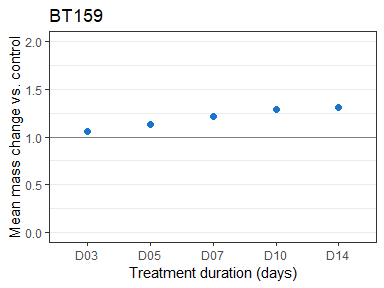 BT159
Mean mass change vs. control
2.0
1.5
1.0
0.5
0.0
D03 D05 D07 D10 D14
Treatment duration (days)